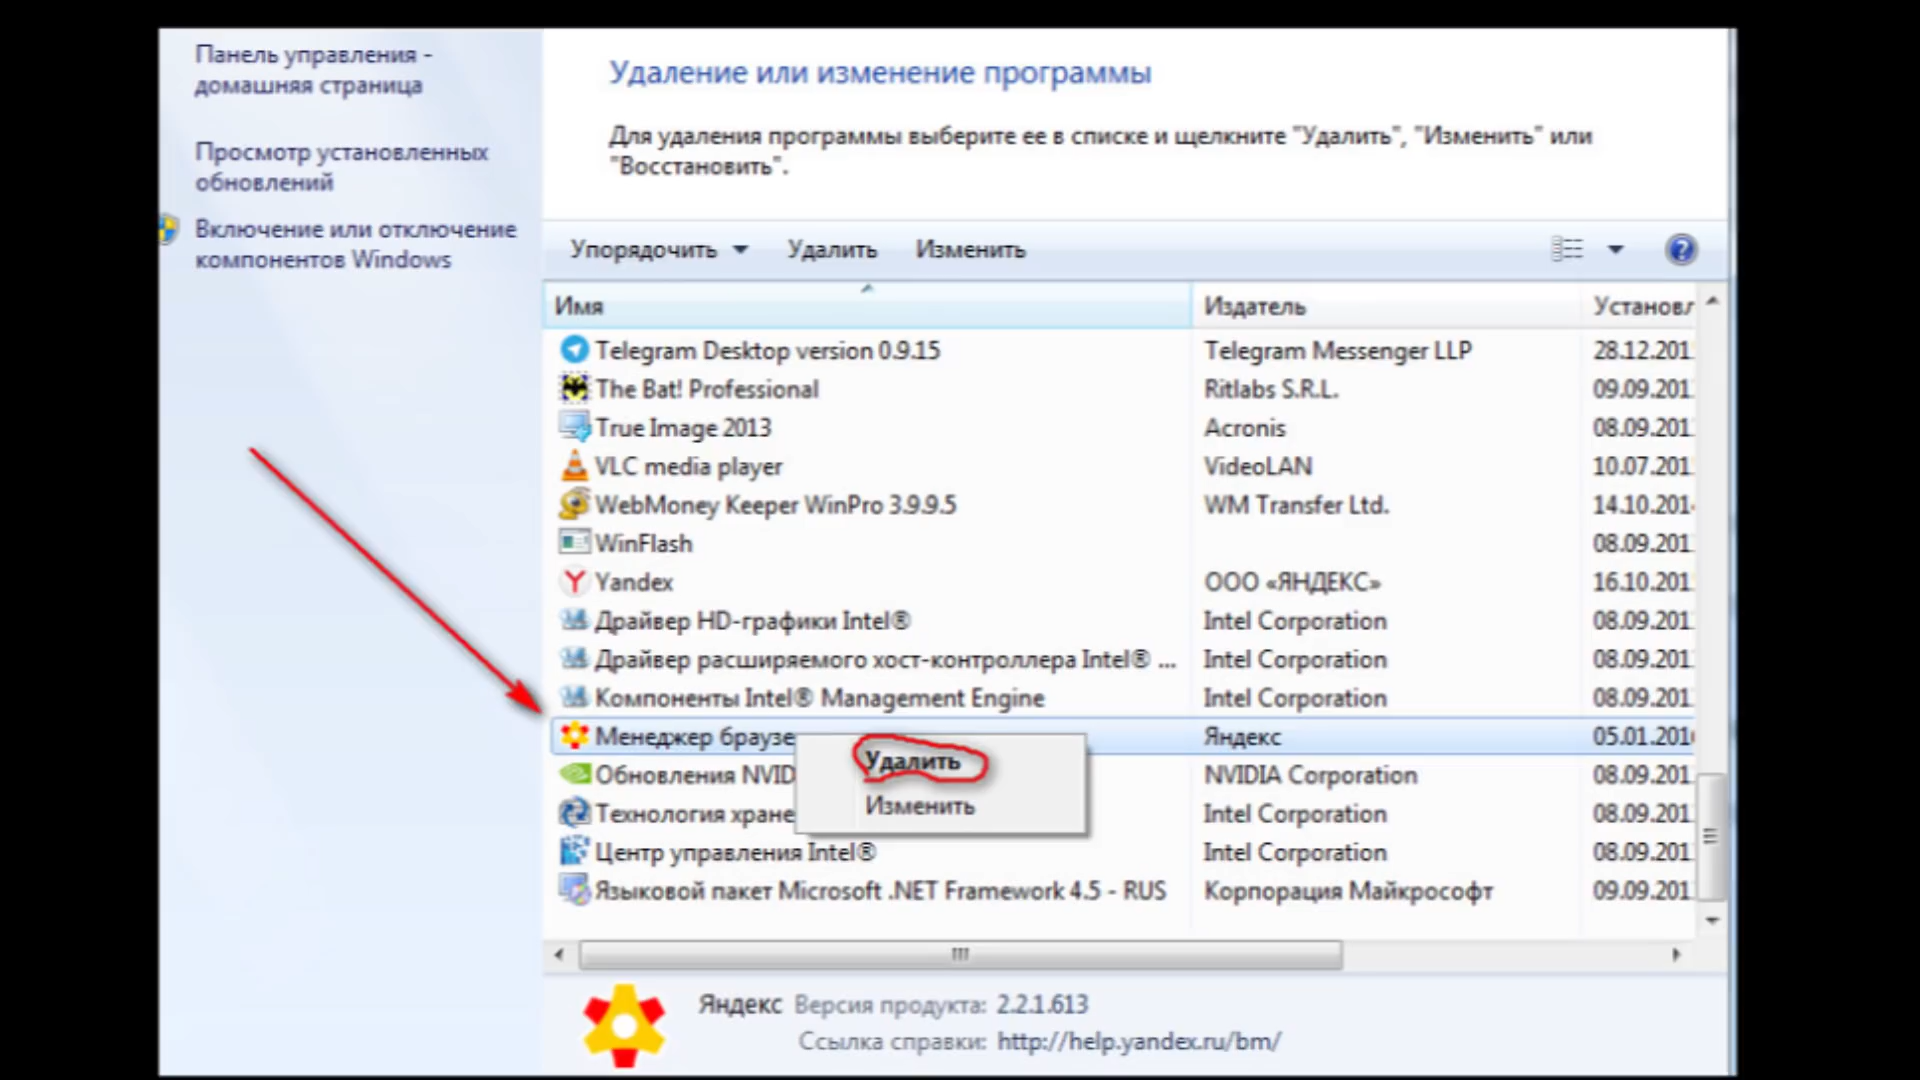 Панель управления -
домашняя страница
Просмотр установленных
обновлений
Включение или отключение
компонентов Windows
Удаление или изменение программы
Для удаления программы выберите ее в списке и щелкните "Удалить", "Изменить" или
"Восстановить".
Упорядочить Удалить Изменить
Имя Издатель Установл
Telegram Desktop version 0.9.15 Telegram Messenger LLP 28.12.201
The Bat! Professional Ritlabs S.R.L. 09.09.201
True Image 2013 Acronis 08.09.201
VLC media player VideoLAN 10.07.201
WebMoney Keeper WinPro 3.9.9.5 WM Transfer Ltd. 14.10.201
WinFlash 08.09.201
Yandex ООО «ЯНДЕКС» 16.10.201
Драйвер HD-графики Intel® Intel Corporation 08.09.201
Драйвер расширяемого хост-контроллера Intel® ... Intel Corporation 08.09.201
Компоненты Intel® Management Engine Intel Corporation 08.09.201
Менеджер браузе Яндекс 05.01.201
Удалить
Обновления NVID NVIDIA Corporation 08.09.201
Изменить
Технология хране Intel Corporation 08.09.201
Центр управления Intel® Intel Corporation 08.09.201
Языковой пакет Microsoft .NET Framework 4.5 - RUS Корпорация Майкрософт 09.09.201
Яндекс Версия продукта: 2.2.1.613
Ссылка справки: http://help.yandex.ru/bm/